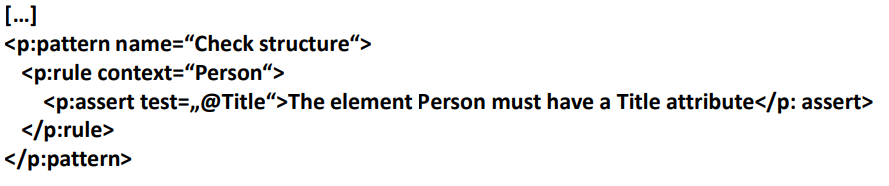 […]
<p:pattern name=“Check structure“>
<p:rule context=“Person“>
<p:assert test=„@Title“>The element Person must have a Title attribute</p: assert>
</p:rule>
</p:pattern>